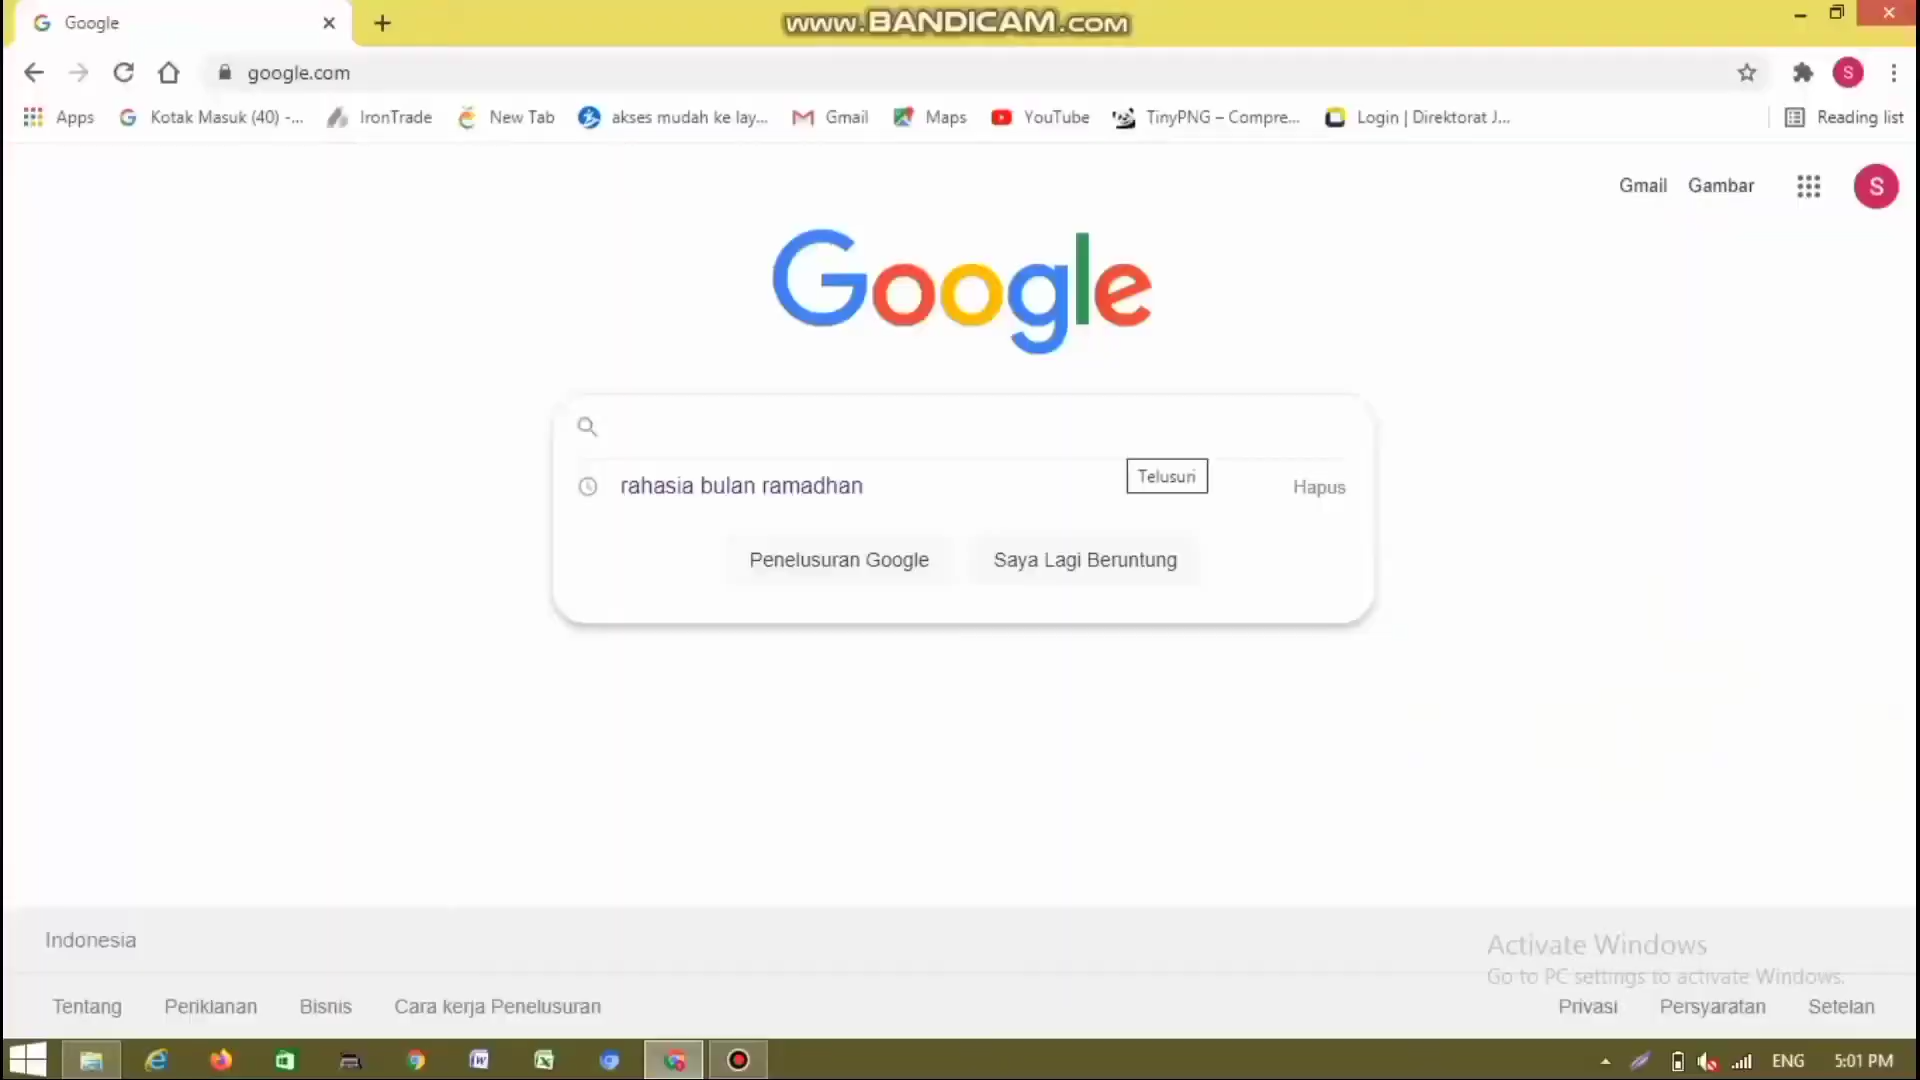 Google
www.BANDICAM.com
google.com
S
Apps
Kotak Masuk (40) -...
IronTrade
New Tab
akses mudah ke lay...
Gmail
Maps
YouTube
TinyPNG – Compre...
Login | Direktorat J...
Reading list
Gmail Gambar
S
Google
rahasia bulan ramadhan
Telusuri
Hapus
Penelusuran Google
Saya Lagi Beruntung
Indonesia
Activate Windows
Go to PC settings to activate Windows.
Tentang Periklanan Bisnis Cara kerja Penelusuran
Privasi Persyaratan Setelan
ENG 5:01 PM